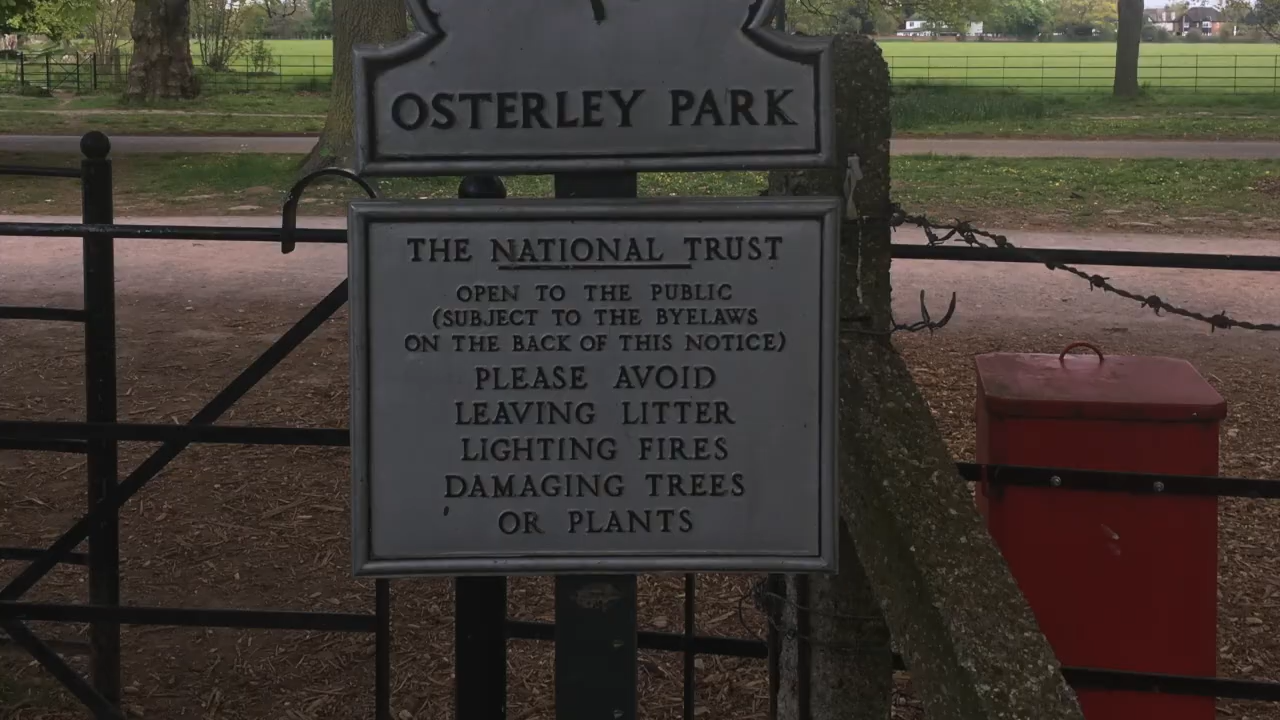 OSTERLEY PARK
THE NATIONAL TRUST
OPEN TO THE PUBLIC
(SUBJECT TO THE BYELAWS
ON THE BACK OF THIS NOTICE)
PLEASE AVOID
LEAVING LITTER
LIGHTING FIRES
DAMAGING TREES
OR PLANTS